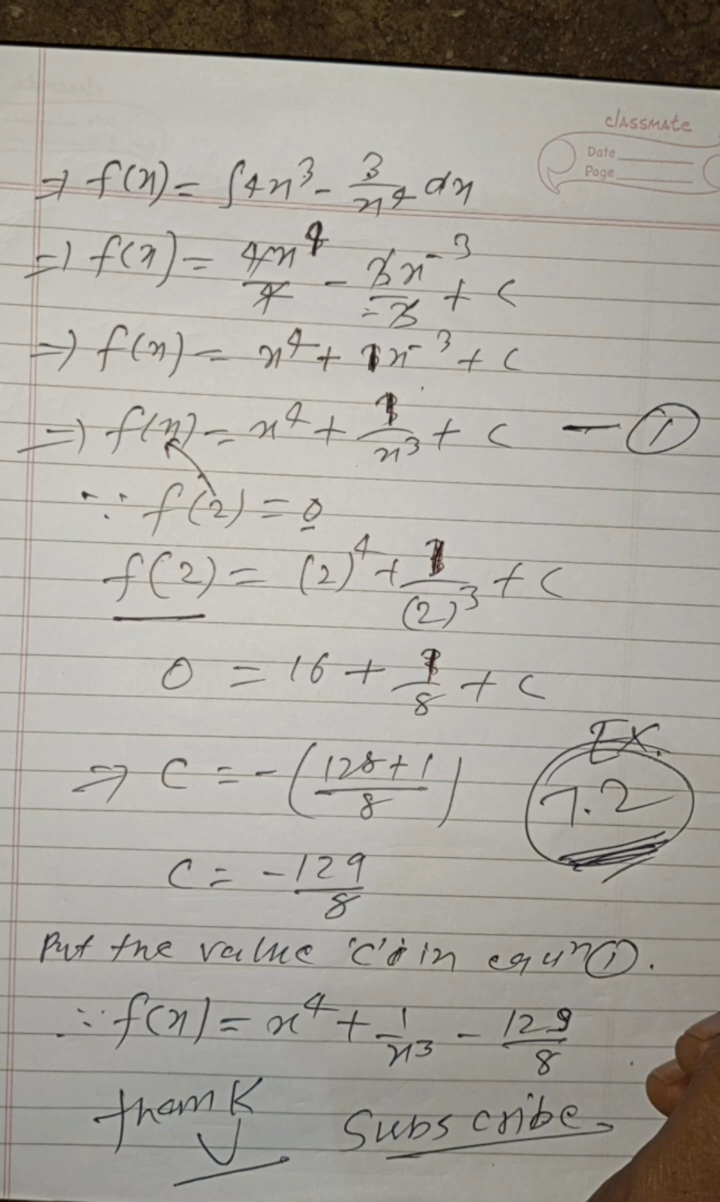 classmate
Date
Page
⇒ f(x) = ∫4x³ - 3/x⁴ dx
⇒ f(x) = 4x⁴/4 - 3x⁻³/-3 + C
⇒ f(x) = x⁴ + 1x⁻³ + C
⇒ f(x) = x⁴ + 1/x³ + C — ①
∵ f(2) = 0
f(2) = (2)⁴ + 1/(2)³ + C
0 = 16 + 1/8 + C
⇒ C = -(128+1/8)
EX.
7.2
C = -129/8
Put the value 'C' in equⁿ ①.
∴ f(x) = x⁴ + 1/x³ - 129/8
thank U
Subscribe.